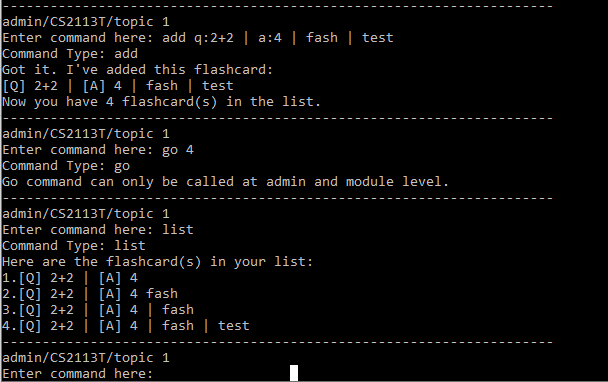 admin/CS2113T/topic 1
Enter command here: add q:2+2 | a:4 | fash | test
Command Type: add
Got it. I've added this flashcard:
[Q] 2+2 | [A] 4 | fash | test
Now you have 4 flashcard(s) in the list.
admin/CS2113T/topic 1
Enter command here: go 4
Command Type: go
Go command can only be called at admin and module level.
admin/CS2113T/topic 1
Enter command here: list
Command Type: list
Here are the flashcard(s) in your list:
1.[Q] 2+2 | [A] 4
2.[Q] 2+2 | [A] 4 fash
3.[Q] 2+2 | [A] 4 | fash
4.[Q] 2+2 | [A] 4 | fash | test
admin/CS2113T/topic 1
Enter command here: